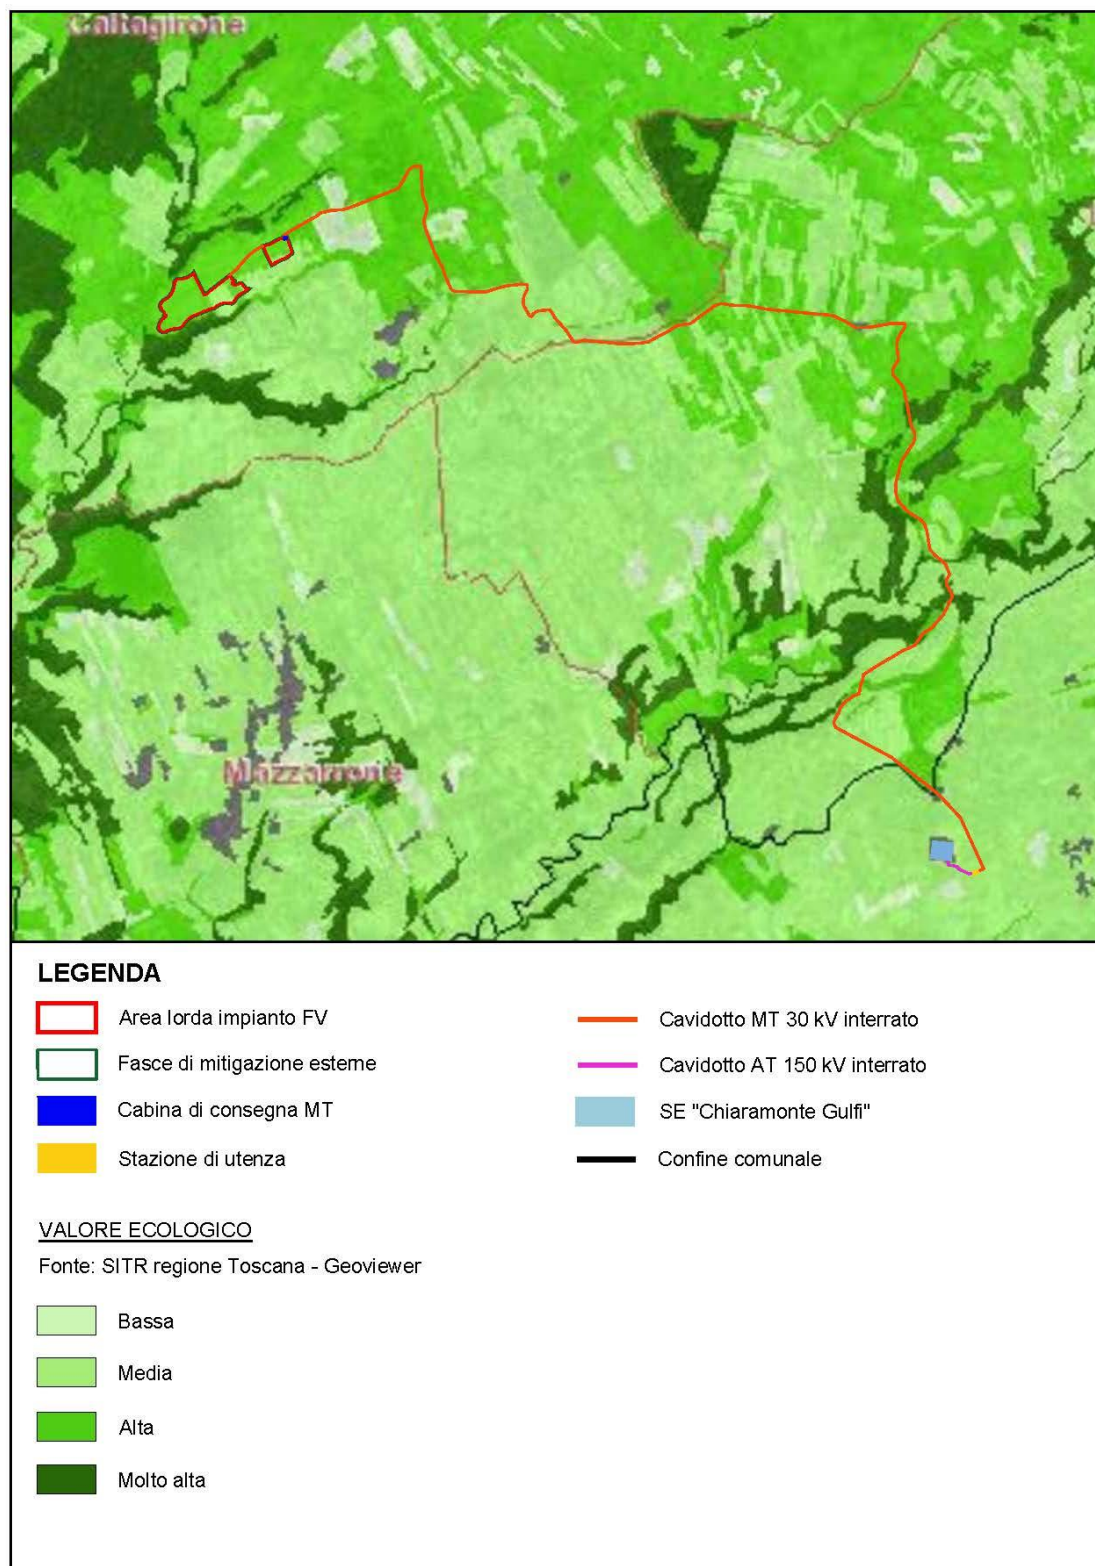 Caltagirone
Mazzarrone
LEGENDA
Area lorda impianto FV
Fasce di mitigazione esterne
Cabina di consegna MT
Stazione di utenza
Cavidotto MT 30 kV interrato
Cavidotto AT 150 kV interrato
SE "Chiaramonte Gulfi"
Confine comunale
VALORE ECOLOGICO
Fonte: SITR regione Toscana - Geoviewer
Bassa
Media
Alta
Molto alta